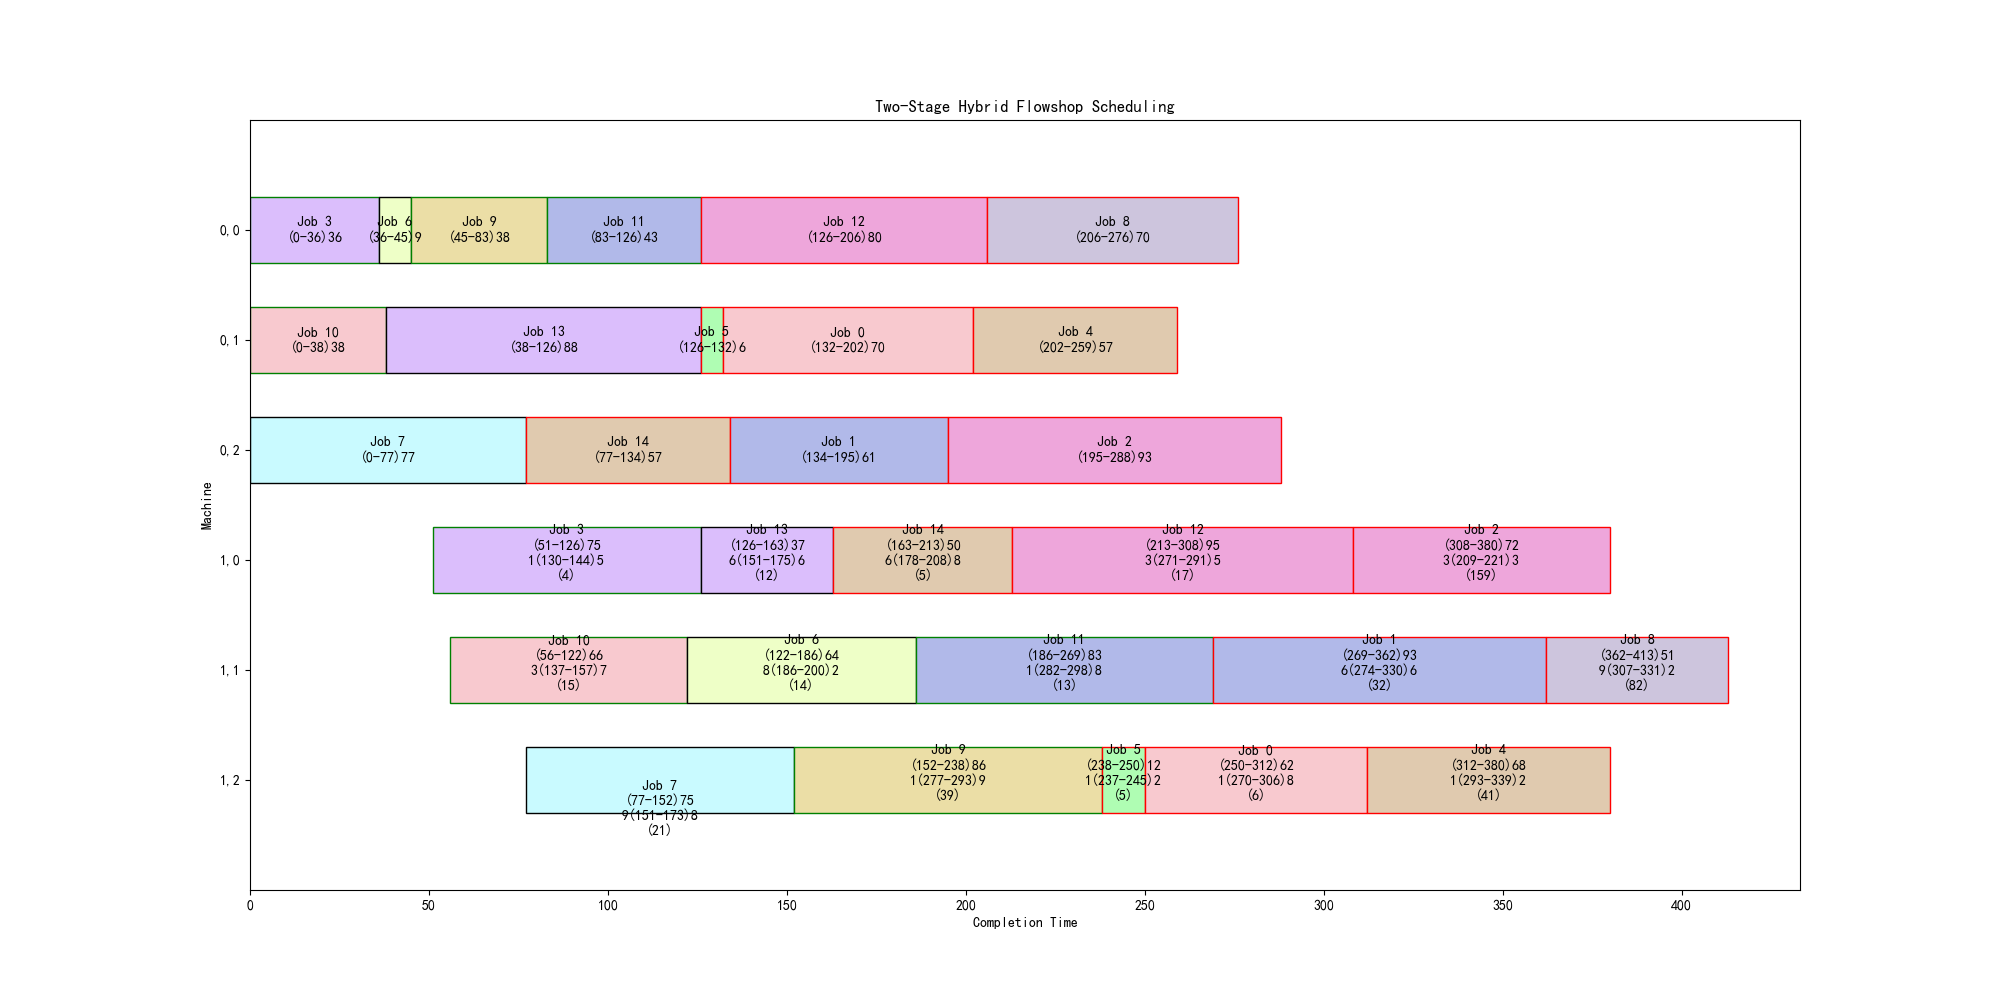 Two-Stage Hybrid Flowshop Scheduling
Machine
0,0
Job 3
(0-36)36
Job 6
(36-45)9
Job 9
(45-83)38
Job 11
(83-126)43
Job 12
(126-206)80
Job 8
(206-276)70
0,1
Job 10
(0-38)38
Job 13
(38-126)88
Job 5
(126-132)6
Job 0
(132-202)70
Job 4
(202-259)57
0,2
Job 7
(0-77)77
Job 14
(77-134)57
Job 1
(134-195)61
Job 2
(195-288)93
1,0
Job 3
(51-126)75
1(130-144)5
(4)
Job 13
(126-163)37
6(151-175)6
(12)
Job 14
(163-213)50
6(178-208)8
(5)
Job 12
(213-308)95
3(271-291)5
(17)
Job 2
(308-380)72
3(209-221)3
(159)
1,1
Job 10
(56-122)66
3(137-157)7
(15)
Job 6
(122-186)64
8(186-200)2
(14)
Job 11
(186-269)83
1(282-298)8
(13)
Job 1
(269-362)93
6(274-330)6
(32)
Job 8
(362-413)51
9(307-331)2
(82)
1,2
Job 7
(77-152)75
9(151-173)8
(21)
Job 9
(152-238)86
1(277-293)9
(39)
Job 5
(238-250)12
1(237-245)2
(5)
Job 0
(250-312)62
1(270-306)8
(6)
Job 4
(312-380)68
1(293-339)2
(41)
0 50 100 150 200 250 300 350 400
Completion Time